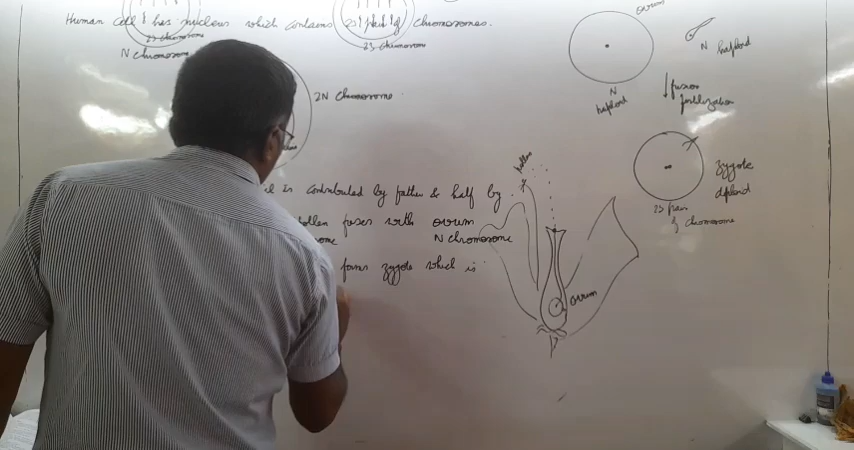 Human cell has nucleus which contains 23 pair of chromosomes.
23 chromosome
N Chromosome
23 chromosome
2N Chromosome.
is contributed by father & half by
pollen fuses with ovum
N chromosome
forms zygote which is
pollen
ovum
ovum
N
haploid
N haploid
fusion
fertilization
zygote
diploid
23 pair
of chromosome